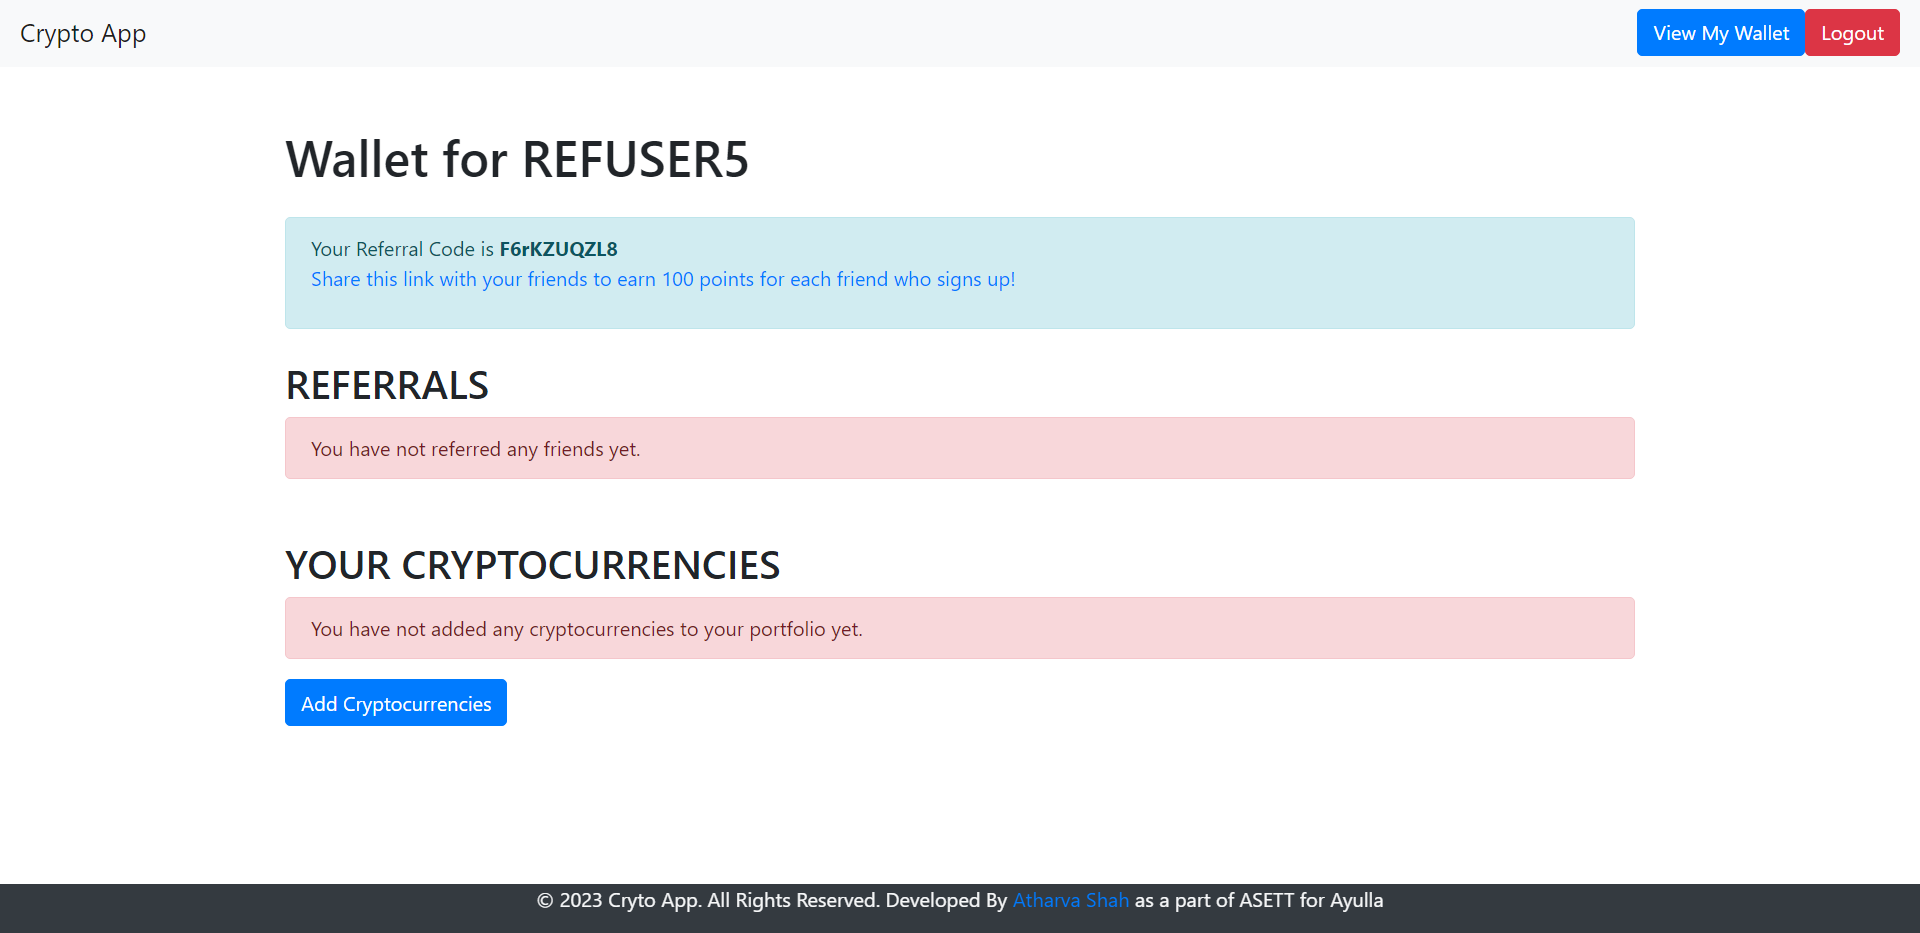 Crypto App
View My Wallet
Logout
Wallet for REFUSER5
Your Referral Code is F6rKZUQZL8
Share this link with your friends to earn 100 points for each friend who signs up!
REFERRALS
You have not referred any friends yet.
YOUR CRYPTOCURRENCIES
You have not added any cryptocurrencies to your portfolio yet.
Add Cryptocurrencies
© 2023 Cryto App. All Rights Reserved. Developed By Atharva Shah as a part of ASETT for Ayulla